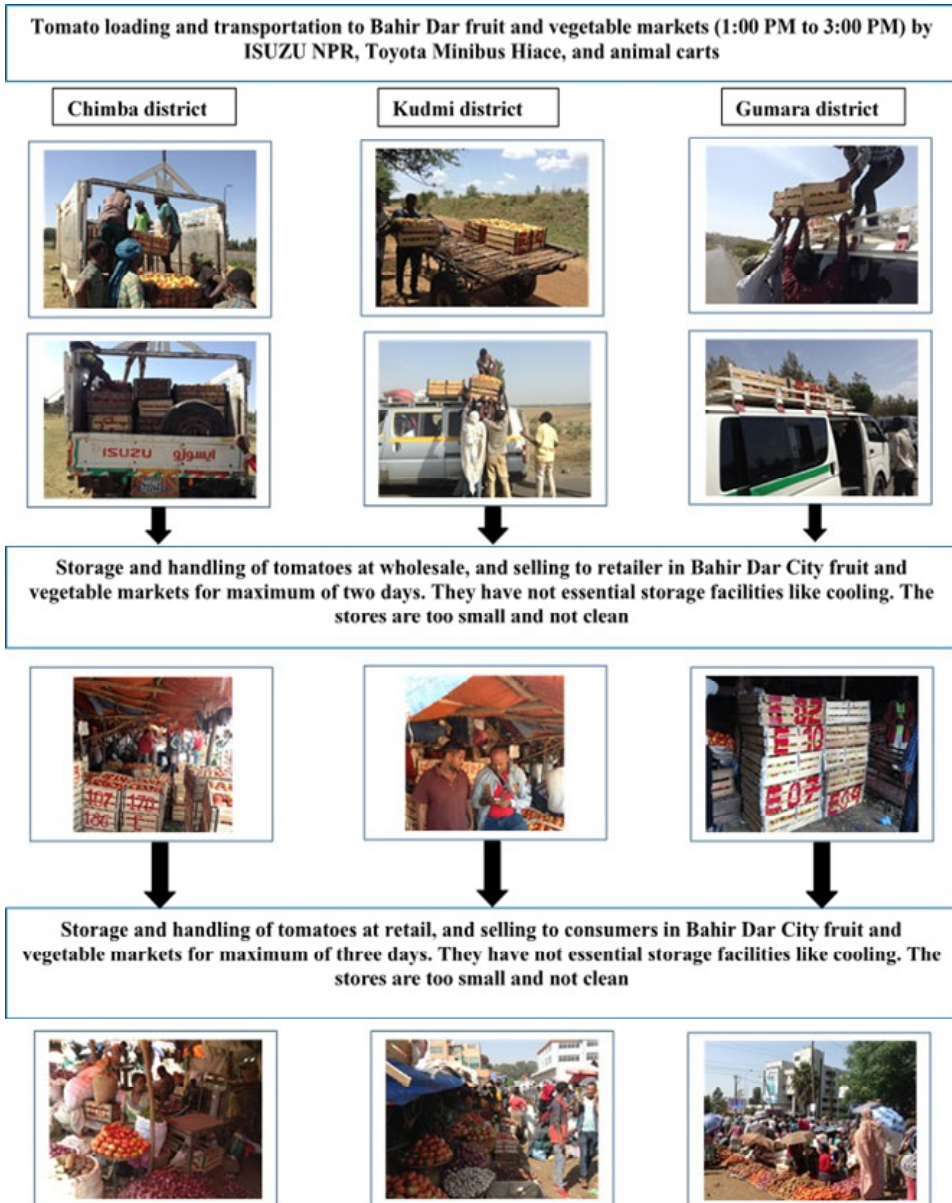 Tomato loading and transportation to Bahir Dar fruit and vegetable markets (1:00 PM to 3:00 PM) by
ISUZU NPR, Toyota Minibus Hiace, and animal carts
Chimba district
Kudmi district
Gumara district
ISUZU ايسوزو
Storage and handling of tomatoes at wholesale, and selling to retailer in Bahir Dar City fruit and
vegetable markets for maximum of two days. They have not essential storage facilities like cooling. The
stores are too small and not clean
107 170
186 L
E 10
E07 E09
Storage and handling of tomatoes at retail, and selling to consumers in Bahir Dar City fruit and
vegetable markets for maximum of three days. They have not essential storage facilities like cooling. The
stores are too small and not clean